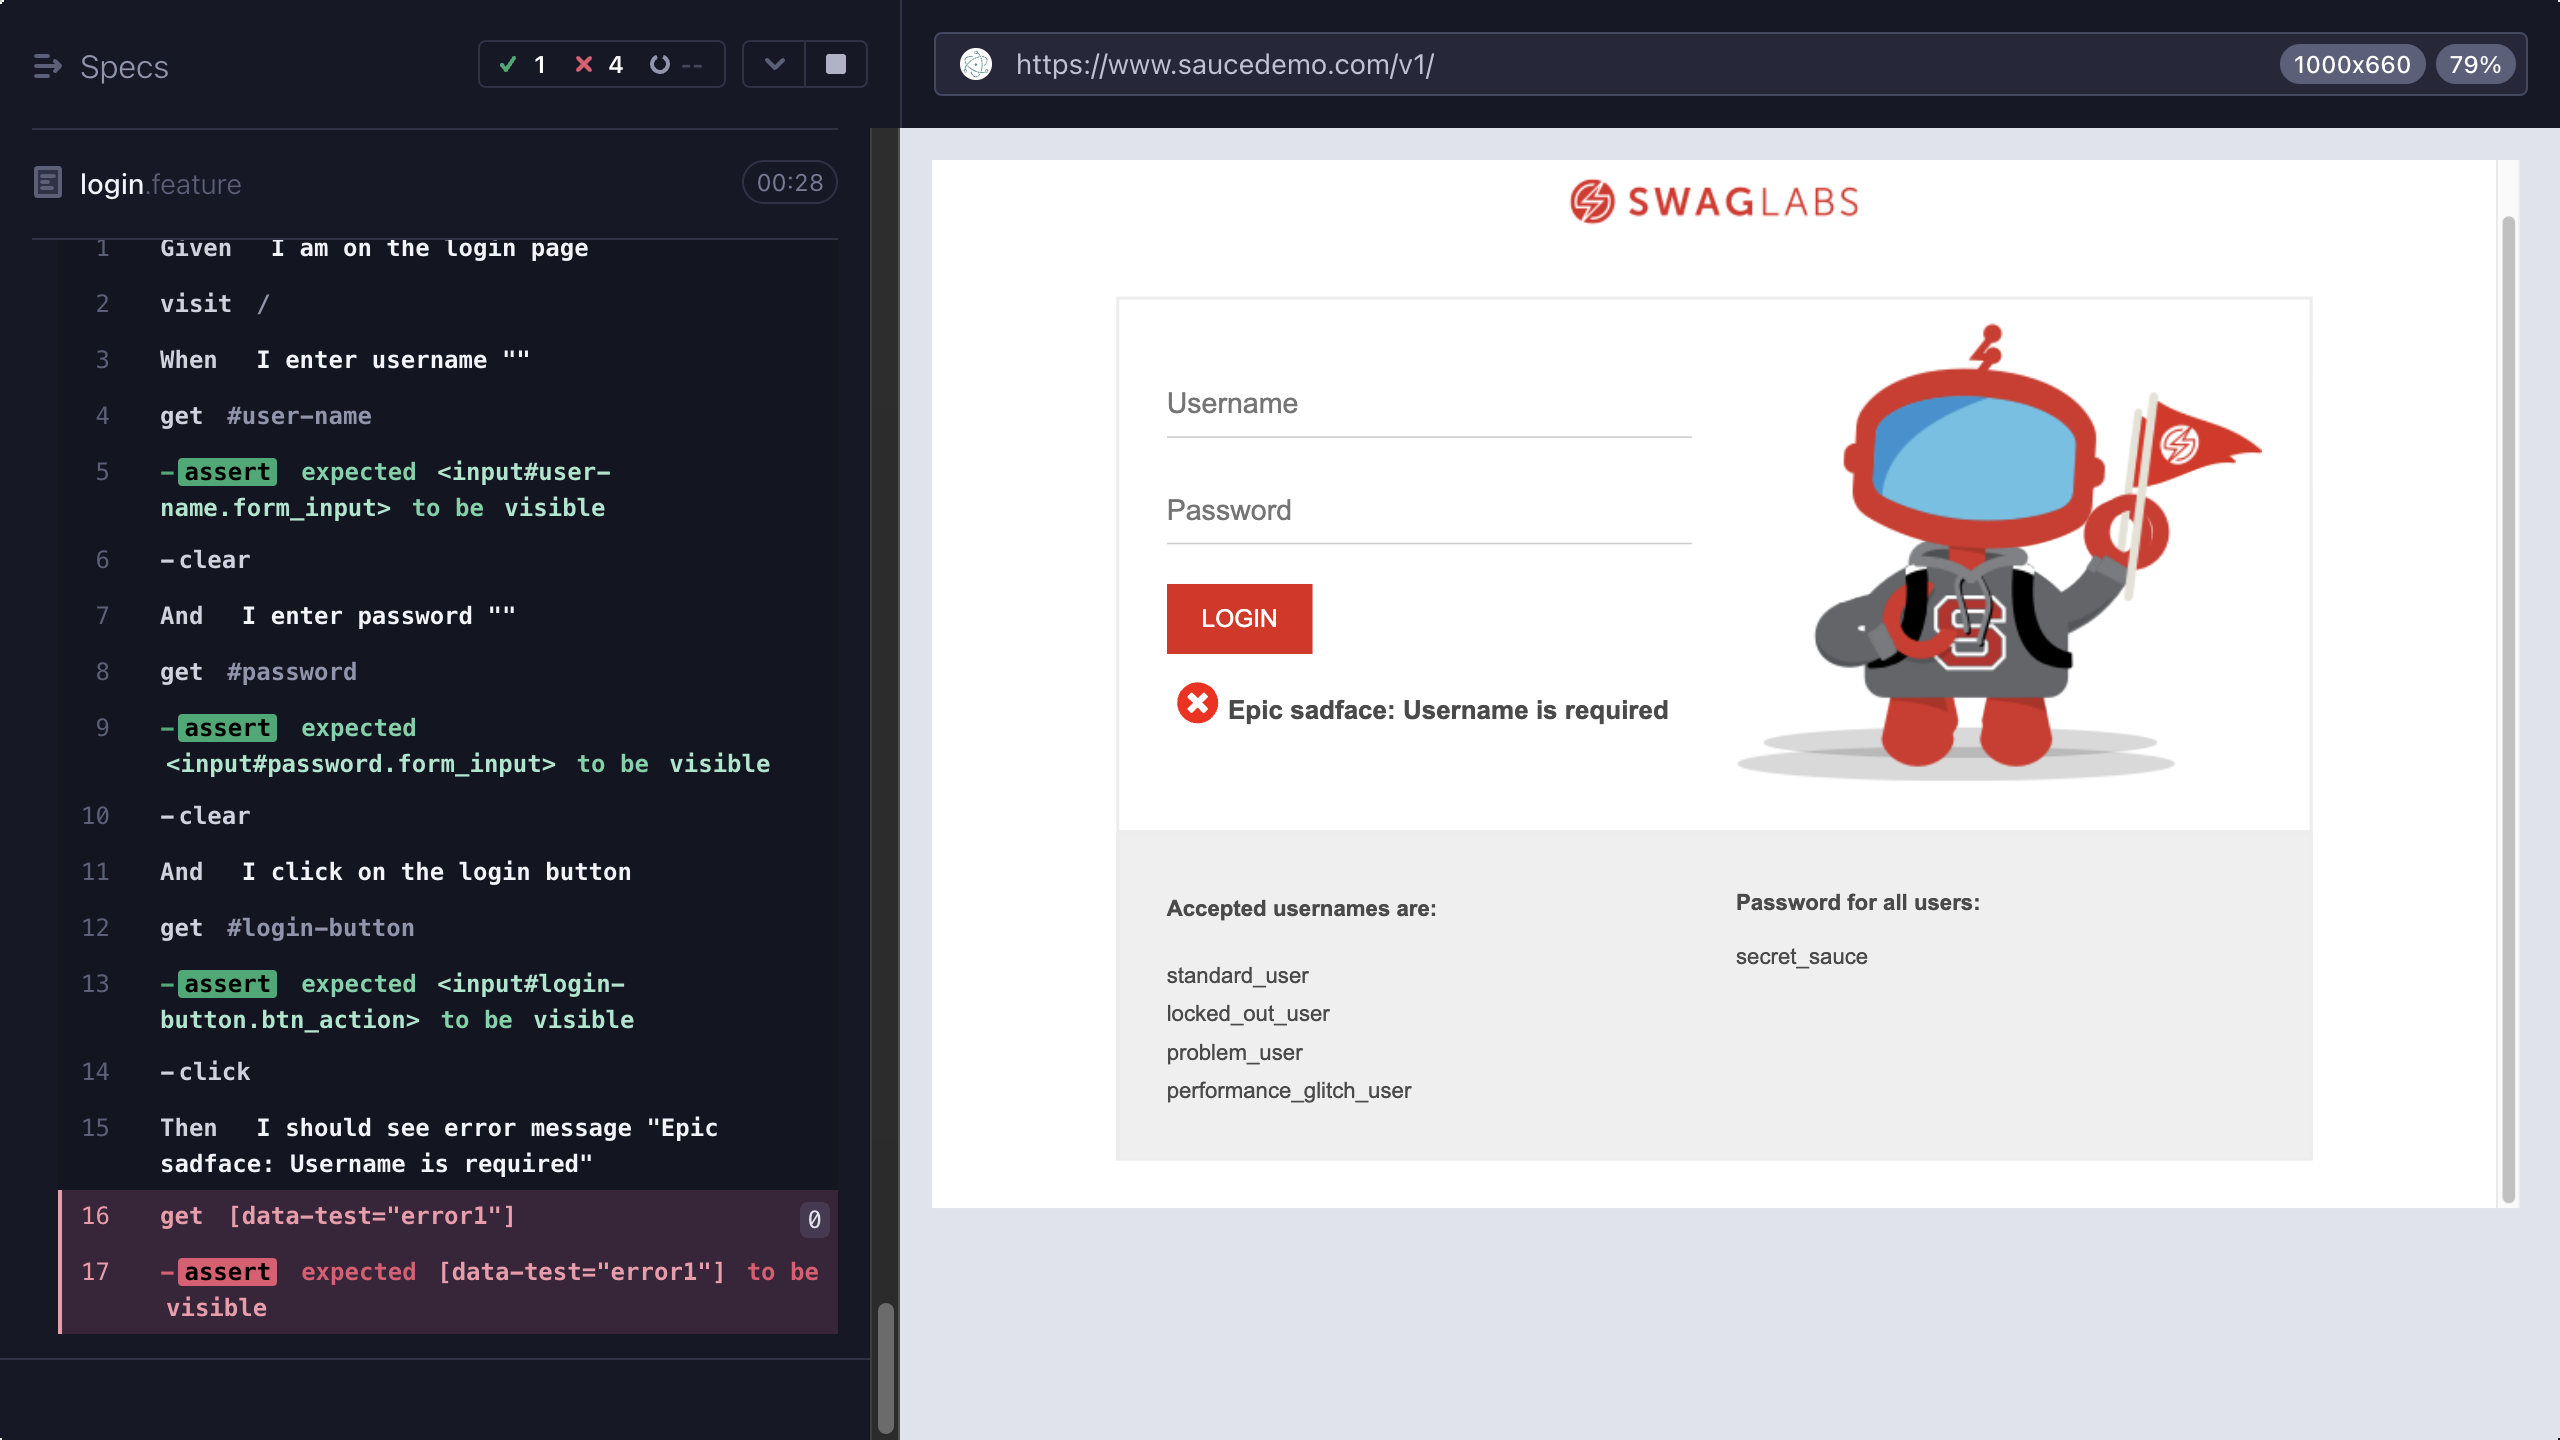 Specs
1
4
--
login.feature
00:28
1 Given I am on the login page
2 visit /
3 When I enter username ""
4 get #user-name
5 -assert expected <input#user-
name.form_input> to be visible
6 -clear
7 And I enter password ""
8 get #password
9 -assert expected
<input#password.form_input> to be visible
10 -clear
11 And I click on the login button
12 get #login-button
13 -assert expected <input#login-
button.btn_action> to be visible
14 -click
15 Then I should see error message "Epic
sadface: Username is required"
16 get [data-test="error1"] 0
17 -assert expected [data-test="error1"] to be
visible
https://www.saucedemo.com/v1/
1000x660
79%
SWAGLABS
Username
Password
LOGIN
Epic sadface: Username is required
S
Accepted usernames are:
standard_user
locked_out_user
problem_user
performance_glitch_user
Password for all users:
secret_sauce